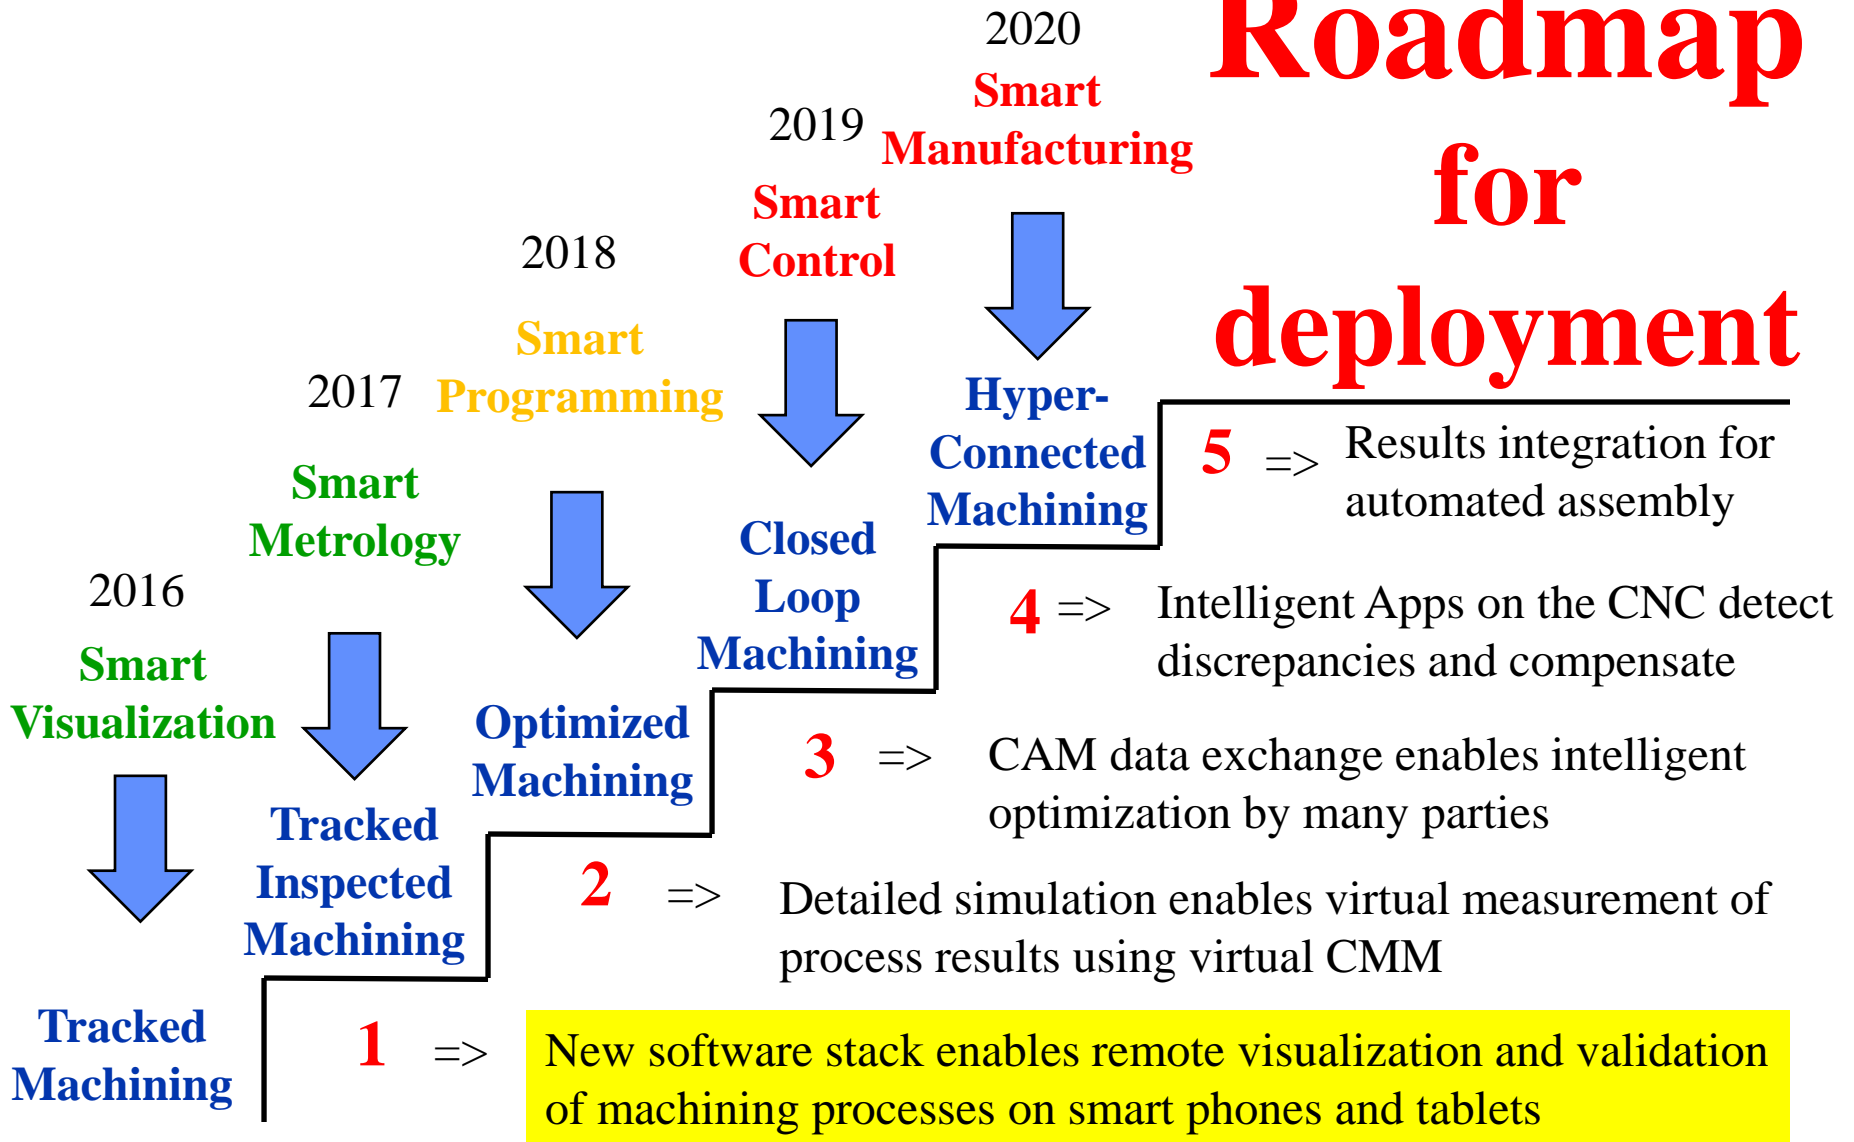 Roadmap
for
deployment
2016
Smart
Visualization
Tracked
Machining
2017
Smart
Metrology
Tracked
Inspected
Machining
2018
Smart
Programming
Optimized
Machining
2019
Smart
Control
Closed
Loop
Machining
2020
Smart
Manufacturing
Hyper-
Connected
Machining
5 => Results integration for
automated assembly
4 => Intelligent Apps on the CNC detect
discrepancies and compensate
3 => CAM data exchange enables intelligent
optimization by many parties
2 => Detailed simulation enables virtual measurement of
process results using virtual CMM
1 => New software stack enables remote visualization and validation
of machining processes on smart phones and tablets